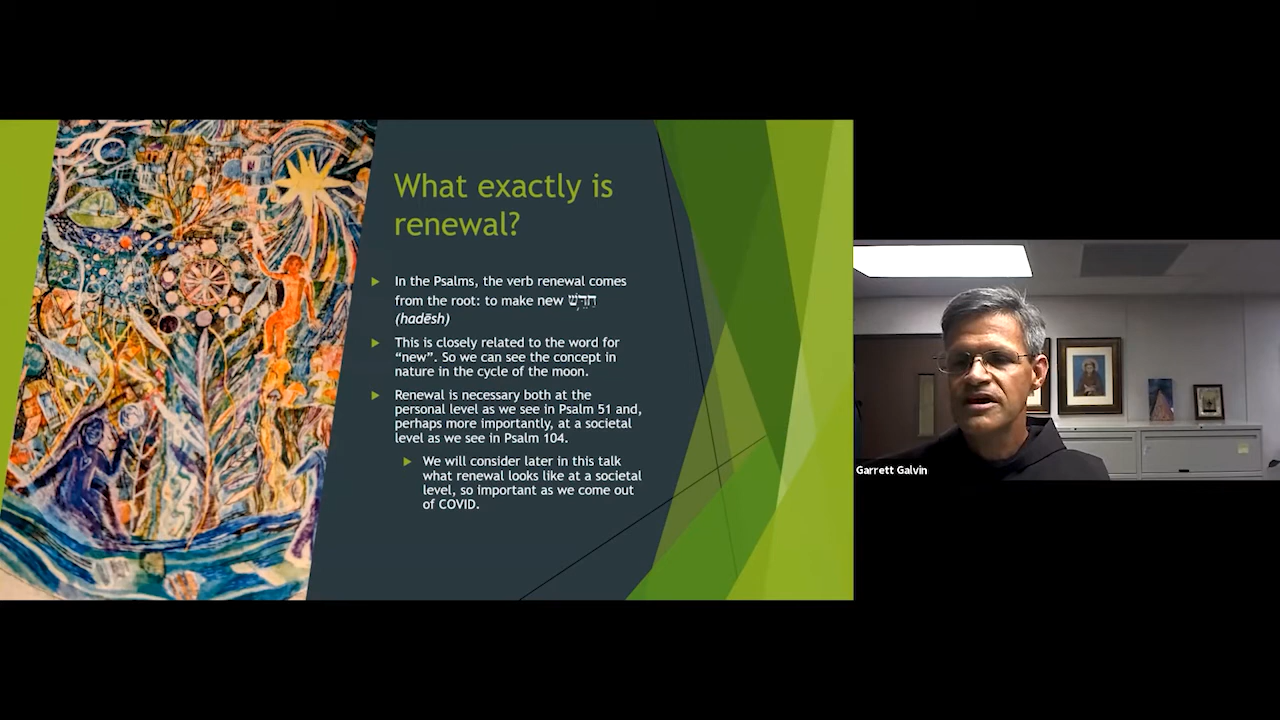 What exactly is
renewal?
In the Psalms, the verb renewal comes
from the root: to make new חִדֵּ֥שׁ
(hadēsh)
This is closely related to the word for
“new”. So we can see the concept in
nature in the cycle of the moon.
Renewal is necessary both at the
personal level as we see in Psalm 51 and,
perhaps more importantly, at a societal
level as we see in Psalm 104.
We will consider later in this talk
what renewal looks like at a societal
level, so important as we come out
of COVID.
Garrett Galvin